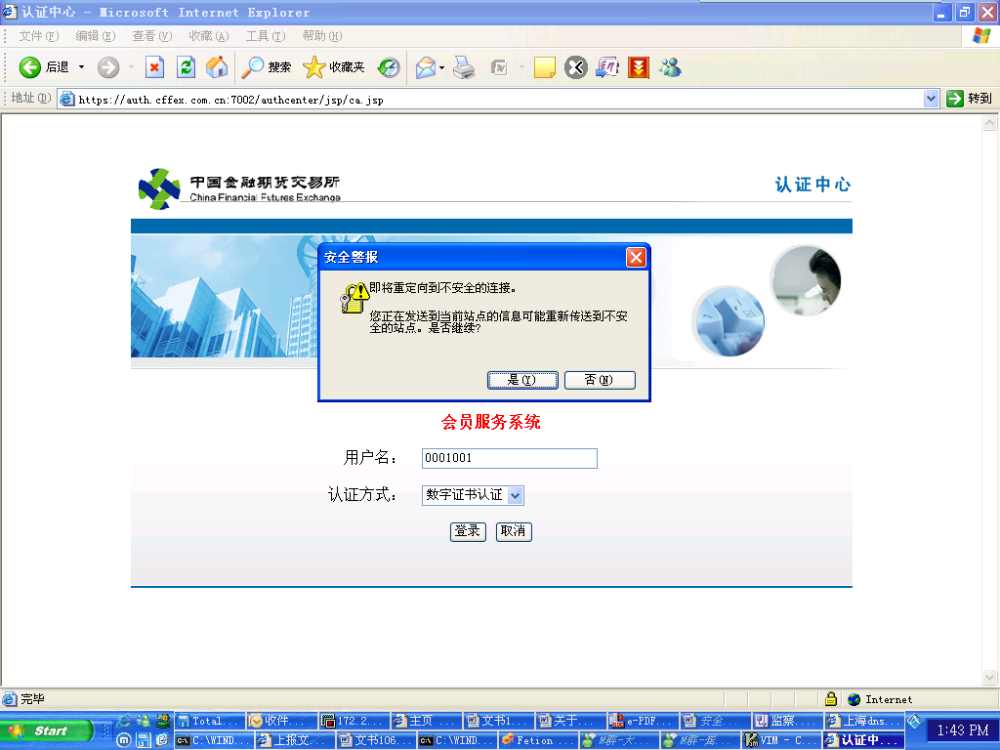 认证中心 - Microsoft Internet Explorer
文件(F) 编辑(E) 查看(V) 收藏(A) 工具(T) 帮助(H)
后退 搜索 收藏夹
地址(D) https://auth.cffex.com.cn:7002/authcenter/jsp/ca.jsp 转到
中国金融期货交易所 认证中心
China Financial Futures Exchange
安全警报
即将重定向到不安全的连接。
您正在发送到当前站点的信息可能重新传送到不安
全的站点。是否继续?
是(Y) 否(N)
会员服务系统
用户名: 0001001
认证方式: 数字证书认证
登录 取消
完毕 Internet
Start Total... 收件... 172.2... 主页 ... 文书1... 关于... e-PDF... 安全... 监察... 上海dns...
C:\WIND... 上报文... 文书106... C:\WIND... Fetion ... VIM - C... 认证中...
1:43 PM